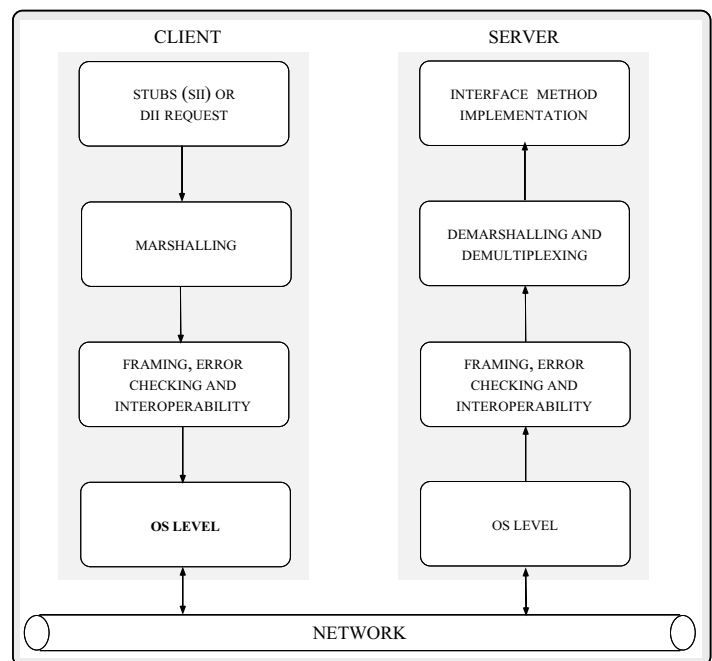 CLIENT
STUBS (SII) OR
DII REQUEST
MARSHALLING
FRAMING, ERROR
CHECKING AND
INTEROPERABILITY
OS LEVEL
SERVER
INTERFACE METHOD
IMPLEMENTATION
DEMARSHALLING AND
DEMULTIPLEXING
FRAMING, ERROR
CHECKING AND
INTEROPERABILITY
OS LEVEL
NETWORK